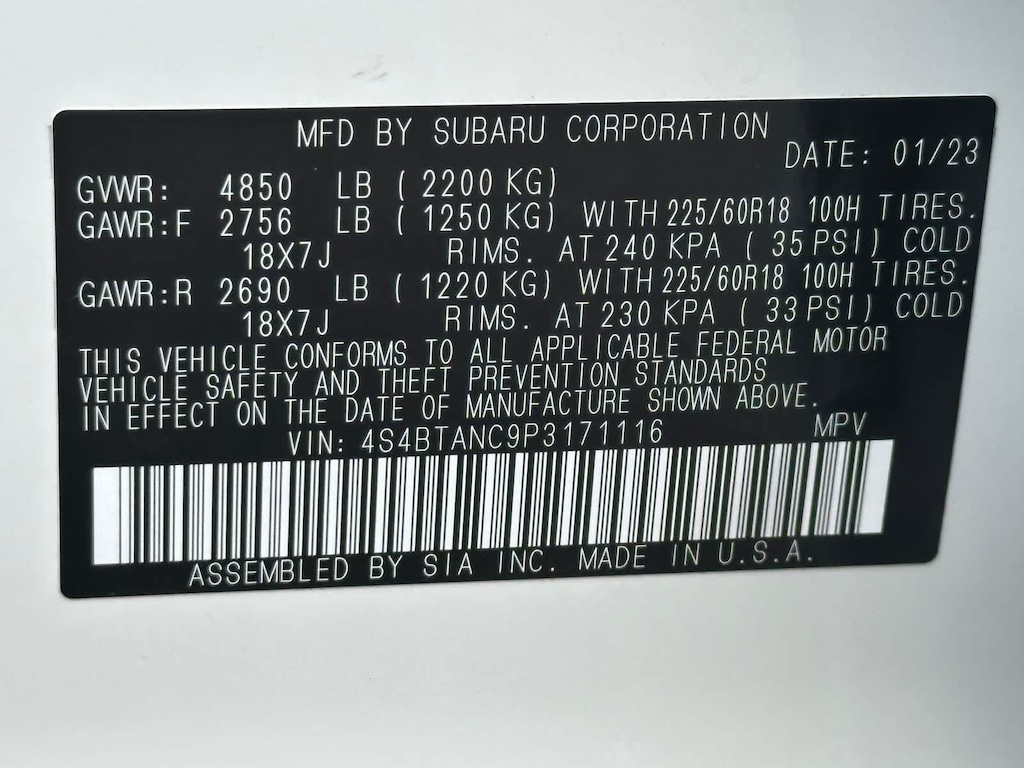 MFD BY SUBARU CORPORATION
DATE: 01/23
GVWR: 4850 LB ( 2200 KG)
GAWR:F 2756 LB ( 1250 KG) WITH 225/60R18 100H TIRES.
18X7J RIMS. AT 240 KPA ( 35 PSI) COLD
GAWR:R 2690 LB ( 1220 KG) WITH 225/60R18 100H TIRES.
18X7J RIMS. AT 230 KPA ( 33 PSI) COLD
THIS VEHICLE CONFORMS TO ALL APPLICABLE FEDERAL MOTOR
VEHICLE SAFETY AND THEFT PREVENTION STANDARDS
IN EFFECT ON THE DATE OF MANUFACTURE SHOWN ABOVE.
VIN: 4S4BTANC9P3171116 MPV
ASSEMBLED BY SIA INC. MADE IN U.S.A.